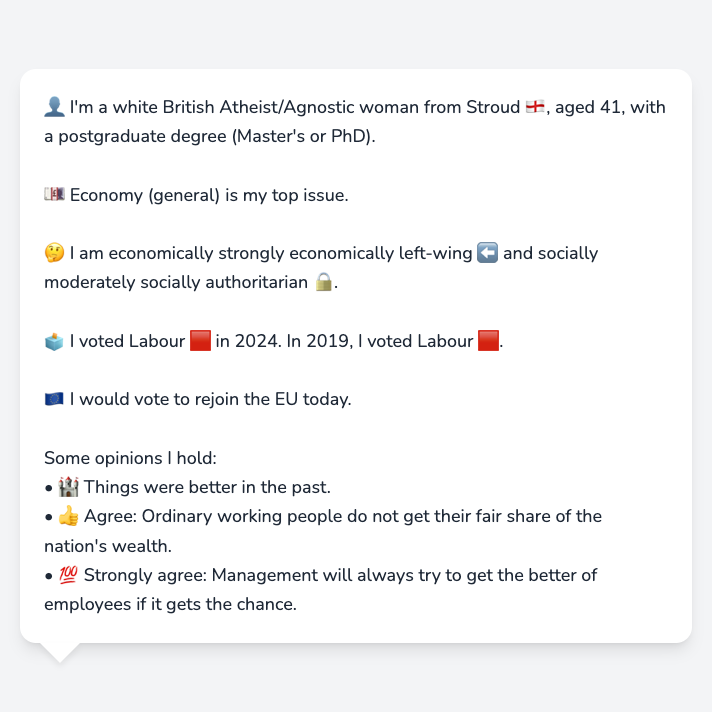 👤 I'm a white British Atheist/Agnostic woman from Stroud 🏴󠁧󠁢󠁥󠁮󠁧󠁿, aged 41, with
a postgraduate degree (Master's or PhD).
💷 Economy (general) is my top issue.
🤔 I am economically strongly economically left-wing ⬅️ and socially
moderately socially authoritarian 🔒.
🗳️ I voted Labour 🟥 in 2024. In 2019, I voted Labour 🟥.
🇪🇺 I would vote to rejoin the EU today.
Some opinions I hold:
• 🏰 Things were better in the past.
• 👍 Agree: Ordinary working people do not get their fair share of the
nation's wealth.
• 💯 Strongly agree: Management will always try to get the better of
employees if it gets the chance.